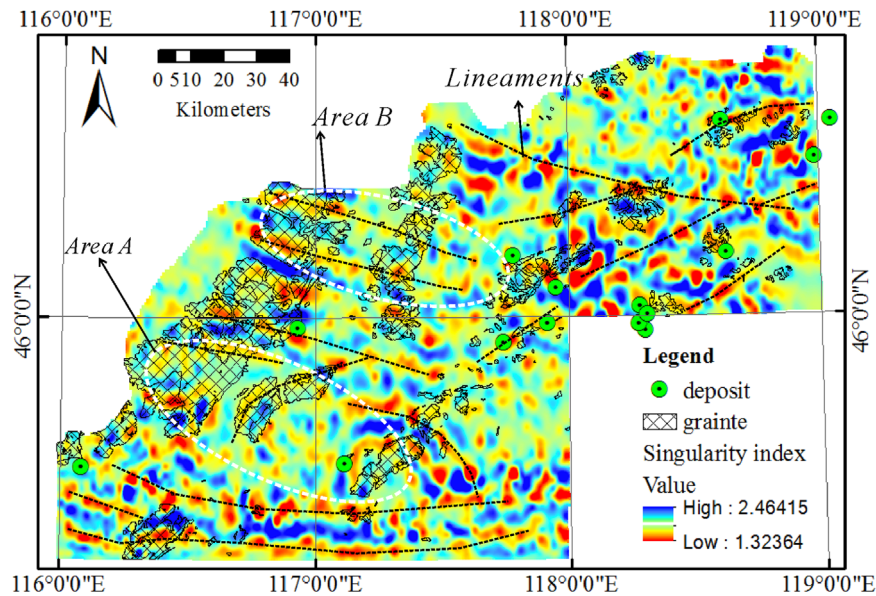 116°0'0"E 117°0'0"E 118°0'0"E 119°0'0"E
N
0 510 20 30 40
Kilometers
Lineaments
Area B
Area A
46°0'0"N
46°0'0"N
Legend
deposit
grainte
Singularity index
Value
High : 2.46415
Low : 1.32364
116°0'0"E 117°0'0"E 118°0'0"E 119°0'0"E